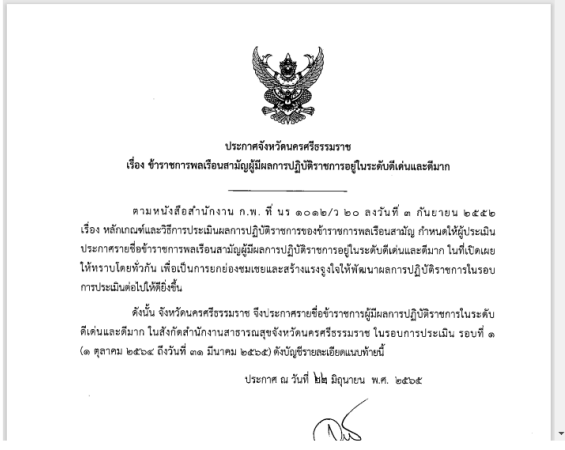 ประกาศจังหวัดนครศรีธรรมราช
เรื่อง ข้าราชการพลเรือนสามัญผู้มีผลการปฏิบัติราชการอยู่ในระดับดีเด่นและดีมาก
ตามหนังสือสำนักงาน ก.พ. ที่ นร ๑๐๑๒/ว ๒๐ ลงวันที่ ๓ กันยายน ๒๕๕๒
เรื่อง หลักเกณฑ์และวิธีการประเมินผลการปฏิบัติราชการของข้าราชการพลเรือนสามัญ กำหนดให้ผู้ประเมิน
ประกาศรายชื่อข้าราชการพลเรือนสามัญผู้มีผลการปฏิบัติราชการอยู่ในระดับดีเด่นและดีมาก ในที่เปิดเผย
ให้ทราบโดยทั่วกัน เพื่อเป็นการยกย่องชมเชยและสร้างแรงจูงใจให้พัฒนาผลการปฏิบัติราชการในรอบ
การประเมินต่อไปให้ดียิ่งขึ้น
ดังนั้น จังหวัดนครศรีธรรมราช จึงประกาศรายชื่อข้าราชการผู้มีผลการปฏิบัติราชการในระดับ
ดีเด่นและดีมาก ในสังกัดสำนักงานสาธารณสุขจังหวัดนครศรีธรรมราช ในรอบการประเมิน รอบที่ ๑
(๑ ตุลาคม ๒๕๖๔ ถึงวันที่ ๓๑ มีนาคม ๒๕๖๕) ดังบัญชีรายละเอียดแนบท้ายนี้
ประกาศ ณ วันที่ ๒๒ มิถุนายน พ.ศ. ๒๕๖๕